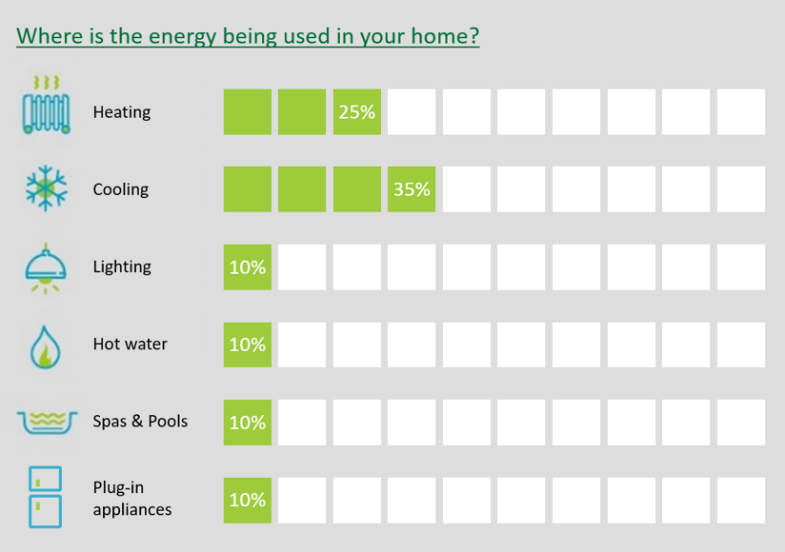 Where is the energy being used in your home?
Heating 25%
Cooling 35%
Lighting 10%
Hot water 10%
Spas & Pools 10%
Plug-in
appliances 10%